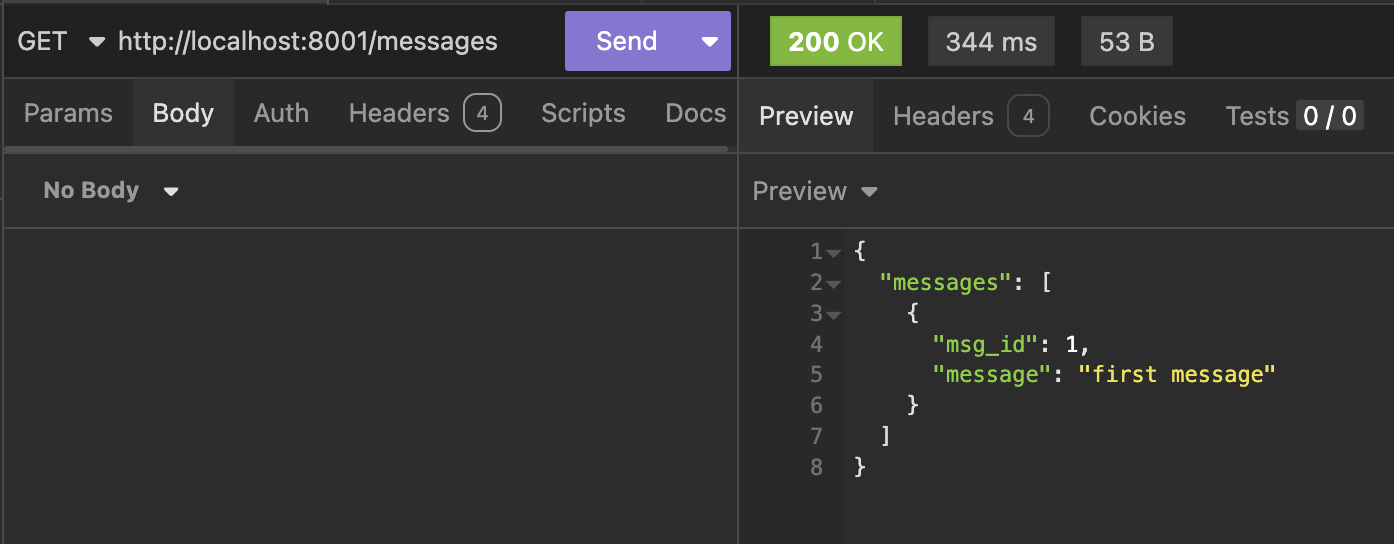 GET http://localhost:8001/messages Send 200 OK 344 ms 53 B
Params Body Auth Headers 4 Scripts Docs Preview Headers 4 Cookies Tests 0 / 0
No Body Preview
1 {
2 "messages": [
3 {
4 "msg_id": 1,
5 "message": "first message"
6 }
7 ]
8 }